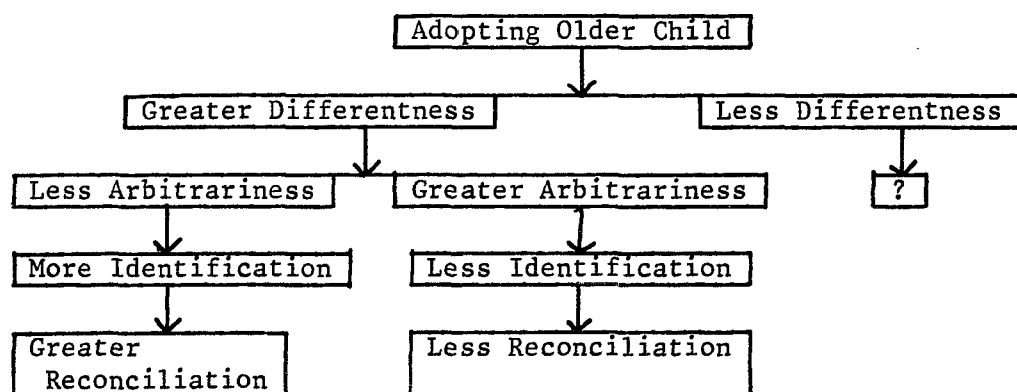 Adopting Older Child
Greater Differentness
Less Differentness
Less Arbitrariness
Greater Arbitrariness
?
More Identification
Less Identification
Greater
Reconciliation
Less Reconciliation